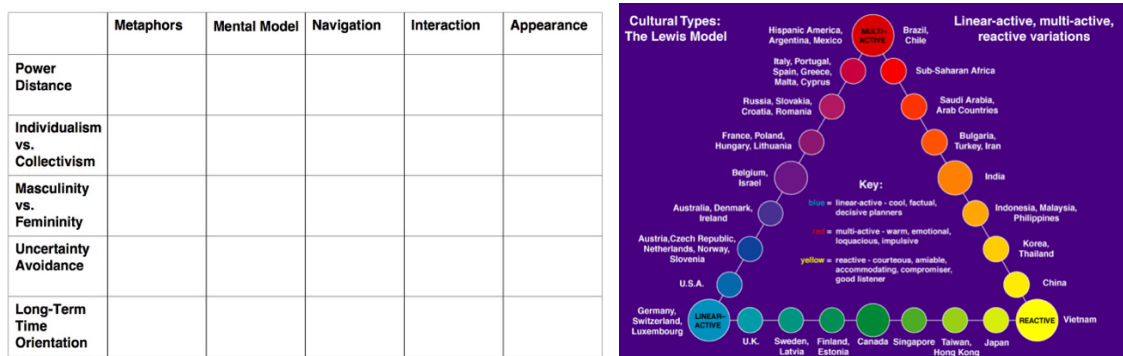 Metaphors Mental Model Navigation Interaction Appearance
Power
Distance
Individualism
vs.
Collectivism
Masculinity
vs.
Femininity
Uncertainty
Avoidance
Long-Term
Time
Orientation
Cultural Types:
The Lewis Model
Linear-active, multi-active,
reactive variations
Hispanic America,
Argentina, Mexico
MULTI-
ACTIVE
Brazil,
Chile
Italy, Portugal,
Spain, Greece,
Malta, Cyprus
Sub-Saharan Africa
Russia, Slovakia,
Croatia, Romania
Saudi Arabia,
Arab Countries
France, Poland,
Hungary, Lithuania
Bulgaria,
Turkey, Iran
Belgium,
Israel
India
Key:
blue = linear-active - cool, factual,
decisive planners
red = multi-active - warm, emotional,
loquacious, impulsive
yellow = reactive - courteous, amiable,
accommodating, compromiser,
good listener
Australia, Denmark,
Ireland
Indonesia, Malaysia,
Philippines
Austria,Czech Republic,
Netherlands, Norway,
Slovenia
Korea,
Thailand
U.S.A.
China
Germany,
Switzerland,
Luxembourg
LINEAR-
ACTIVE
REACTIVE
Vietnam
U.K.
Sweden,
Latvia
Finland,
Estonia
Canada
Singapore
Taiwan,
Hong Kong
Japan